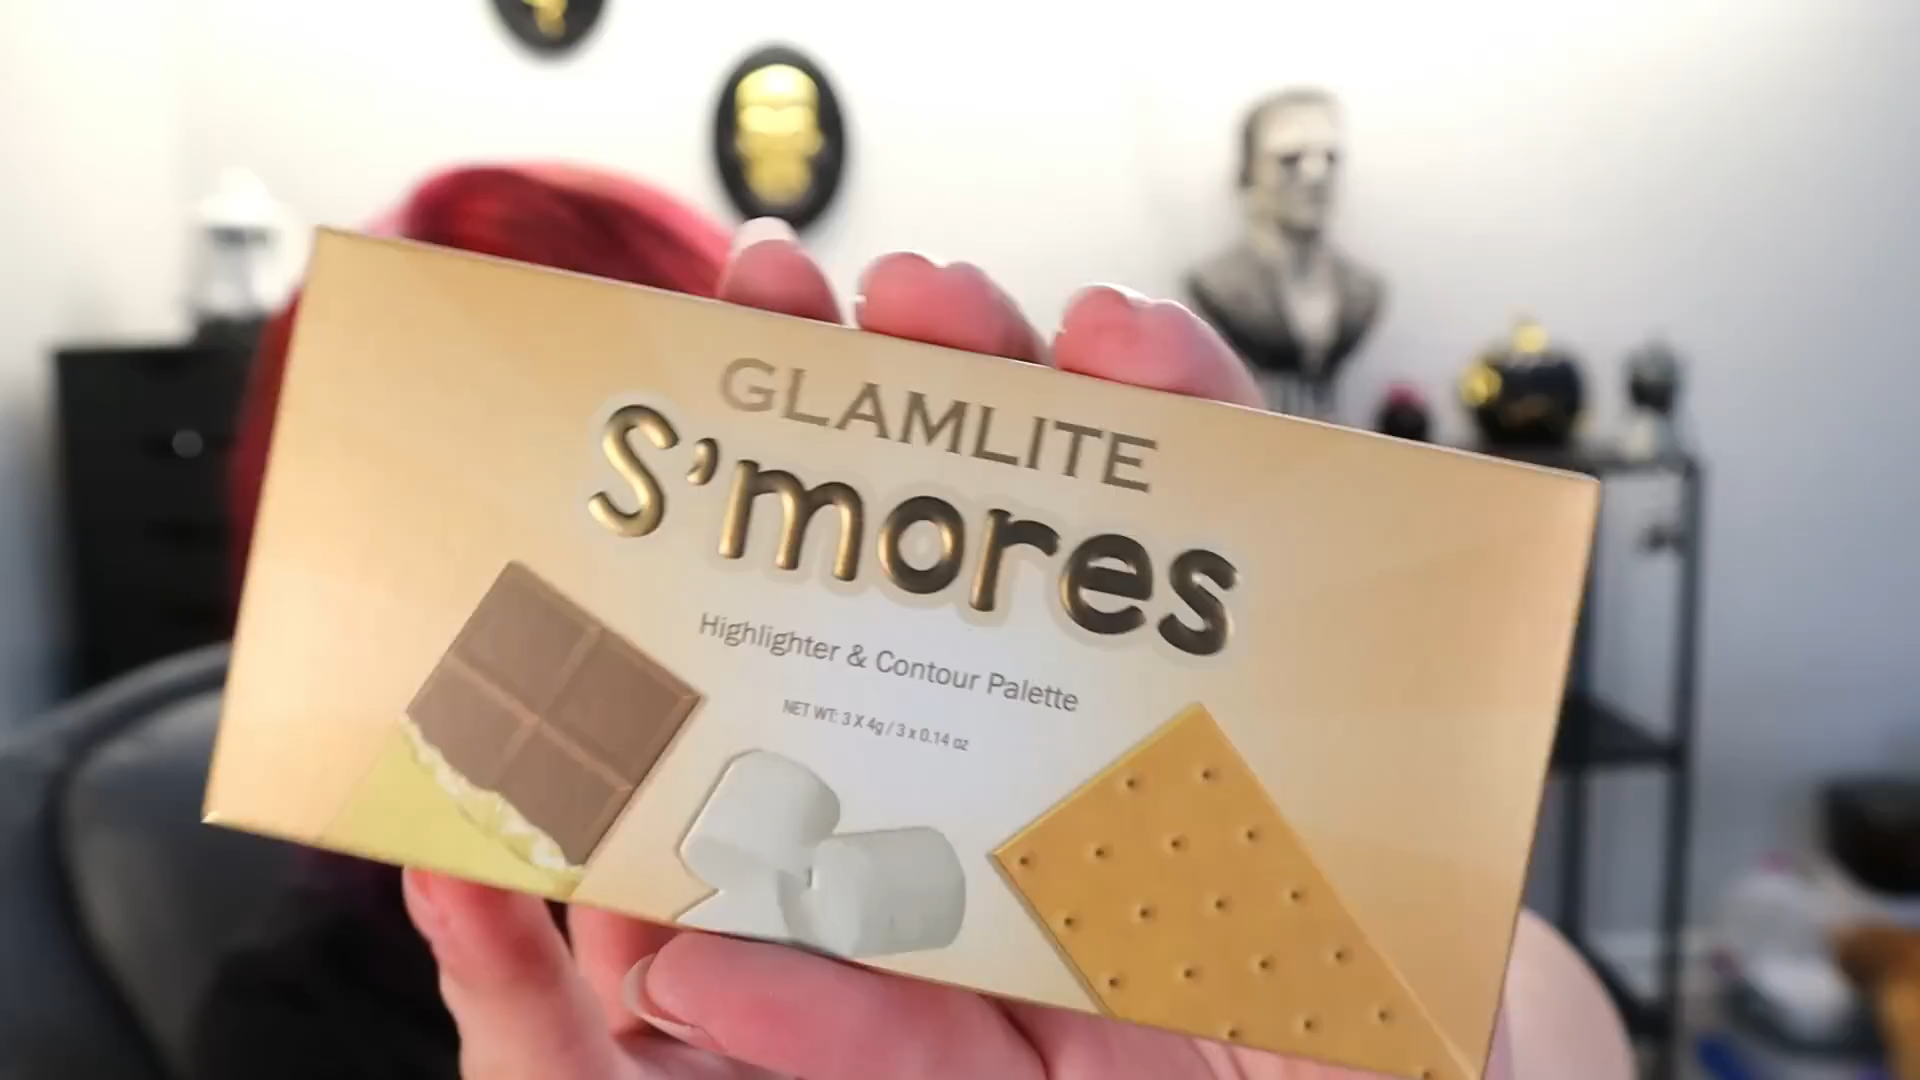 GLAMLITE
S'mores
Highlighter & Contour Palette
NET WT: 3 X 4g / 3 x 0.14 oz